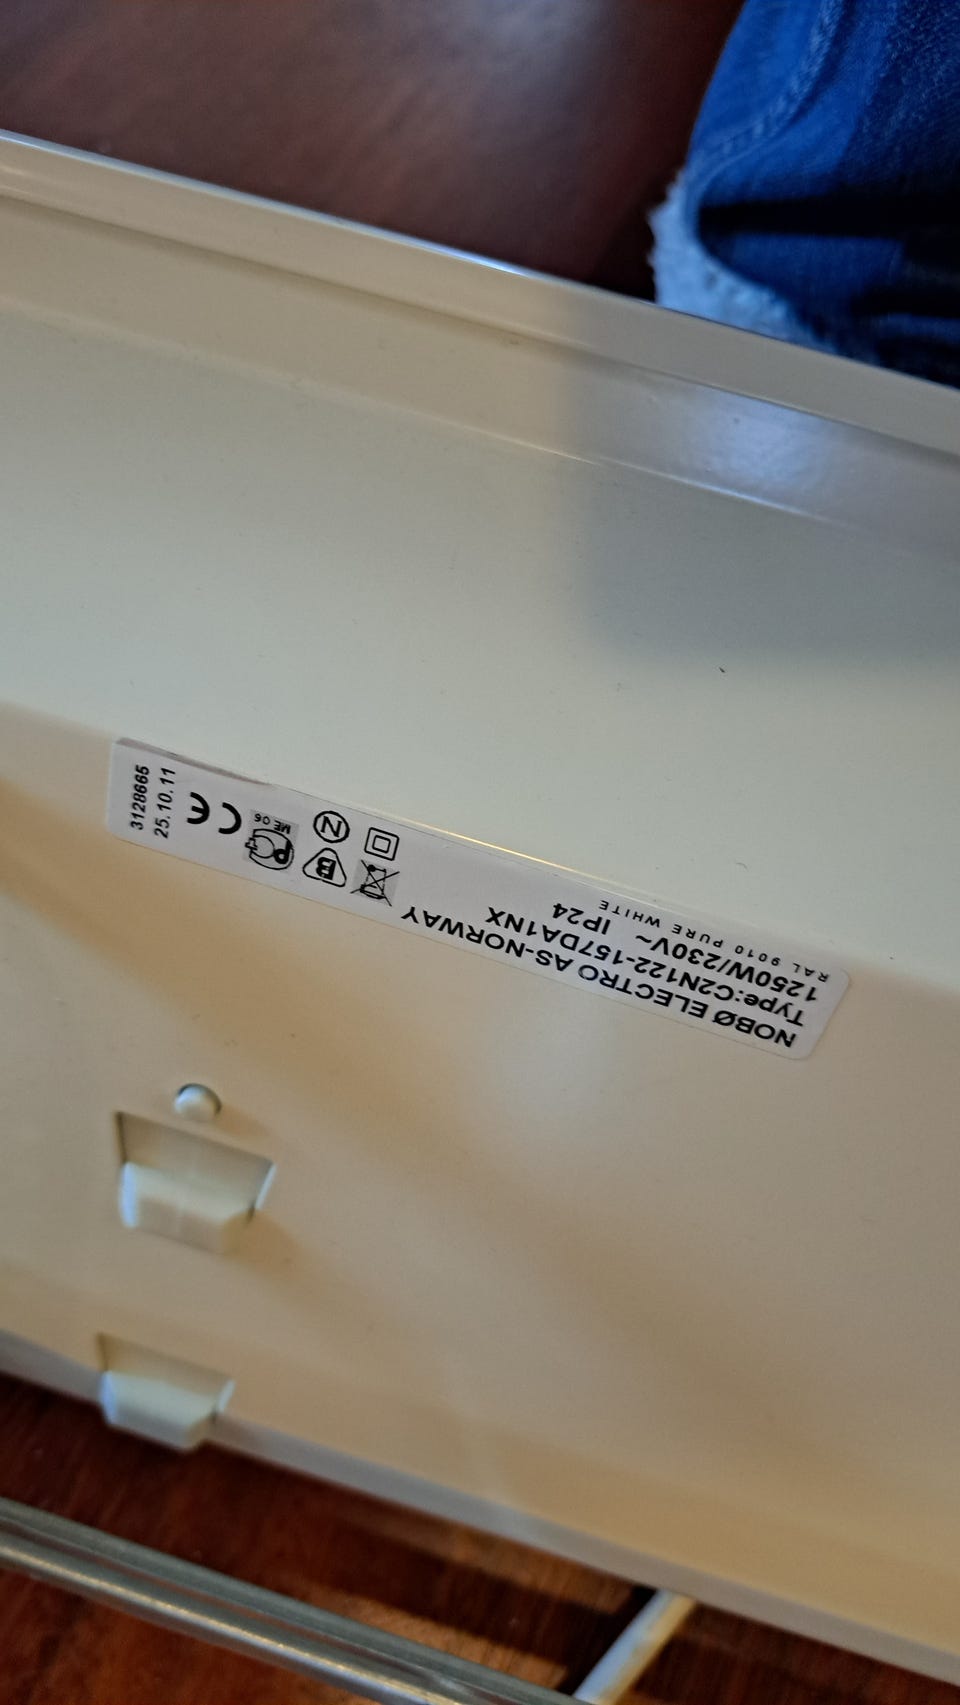 NOBØ ELECTRO AS-NORWAY
Type:C2N122-157DA1NX
1250W/230V~ IP24
RAL 9010 PURE WHITE
N
B
P
ME 06
CE
3128665
25.10.11